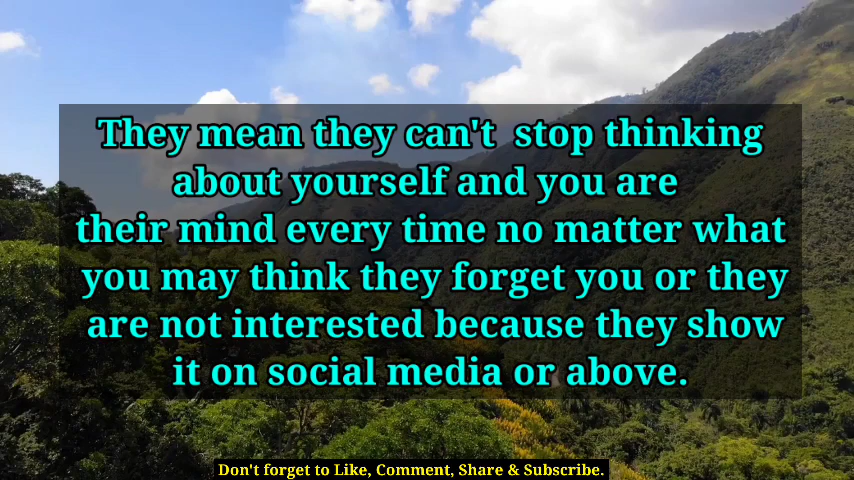 They mean they can't  stop thinking
about yourself and you are
their mind every time no matter what
you may think they forget you or they
are not interested because they show
it on social media or above.
Don't forget to Like, Comment, Share & Subscribe.